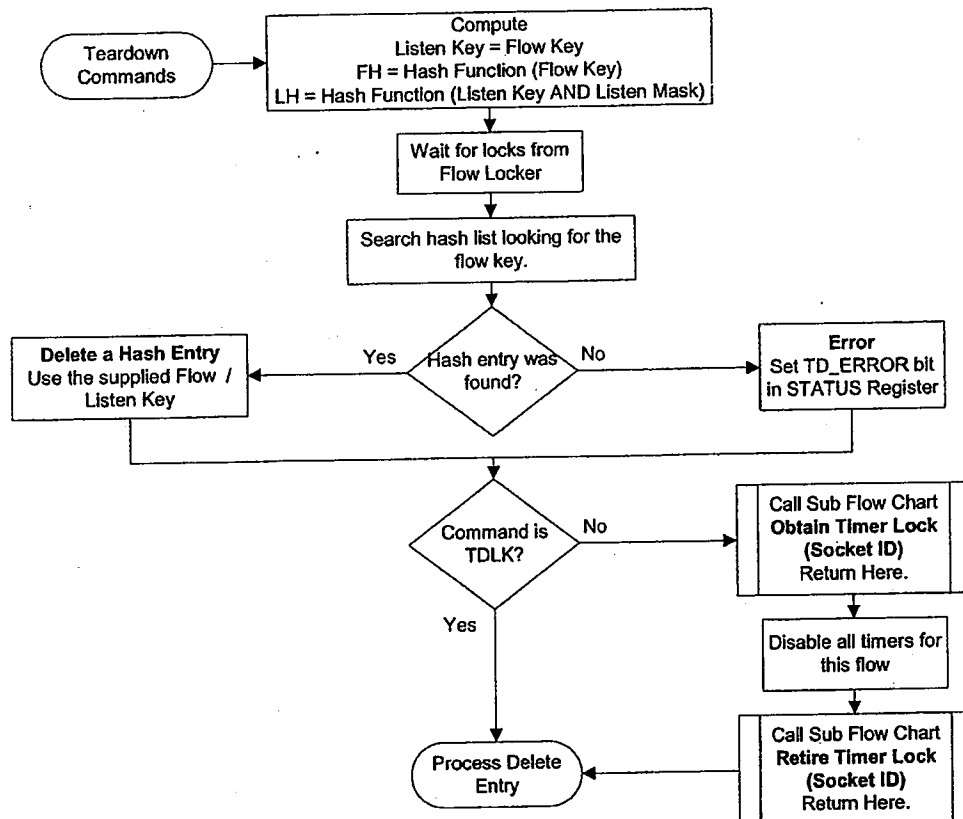 Teardown
Commands
Compute
Listen Key = Flow Key
FH = Hash Function (Flow Key)
LH = Hash Function (Listen Key AND Listen Mask)
Wait for locks from
Flow Locker
Search hash list looking for the
flow key.
Hash entry was
found?
Yes
No
Delete a Hash Entry
Use the supplied Flow /
Listen Key
Error
Set TD_ERROR bit
in STATUS Register
Command is
TDLK?
No
Yes
Call Sub Flow Chart
Obtain Timer Lock
(Socket ID)
Return Here.
Disable all timers for
this flow
Call Sub Flow Chart
Retire Timer Lock
(Socket ID)
Return Here.
Process Delete
Entry